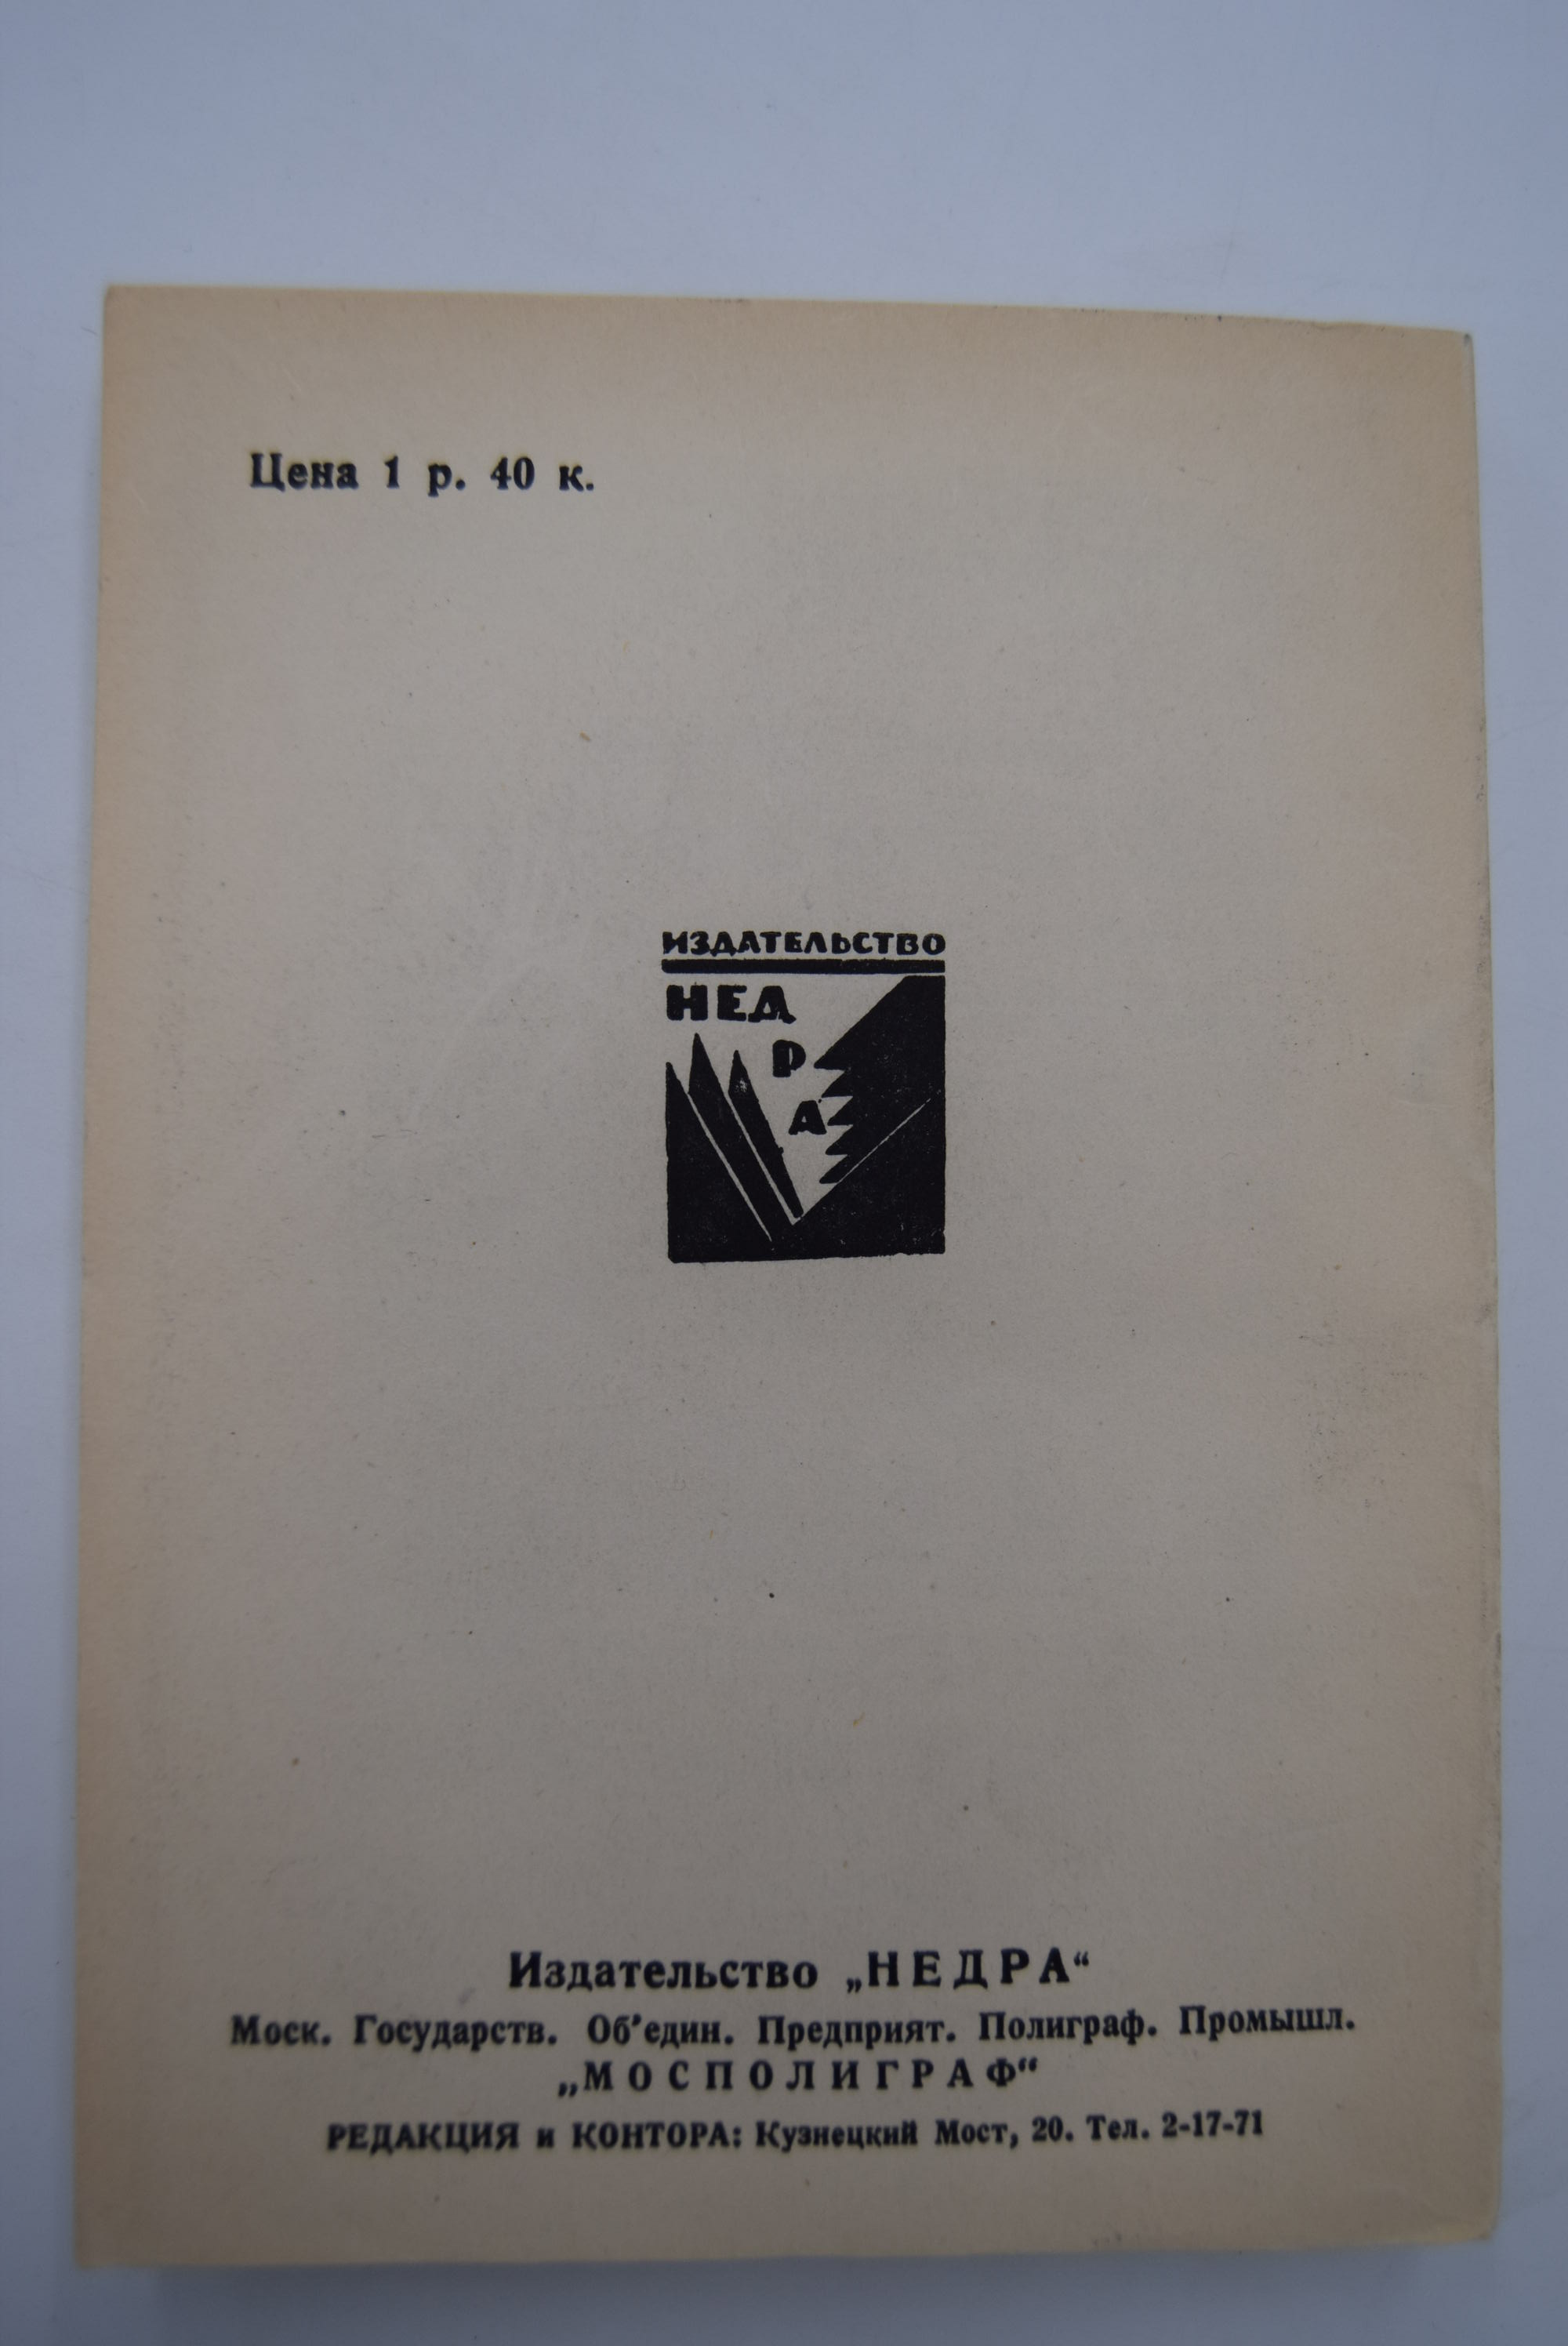 Цена 1 р. 40 к.
ИЗДАТЕЛЬСТВО
НЕД
Р
А
Издательство „НЕДРА“
Моск. Государств. Об'един. Предприят. Полиграф. Промышл.
„МОСПОЛИГРАФ“
РЕДАКЦИЯ и КОНТОРА: Кузнецкий Мост, 20. Тел. 2-17-71